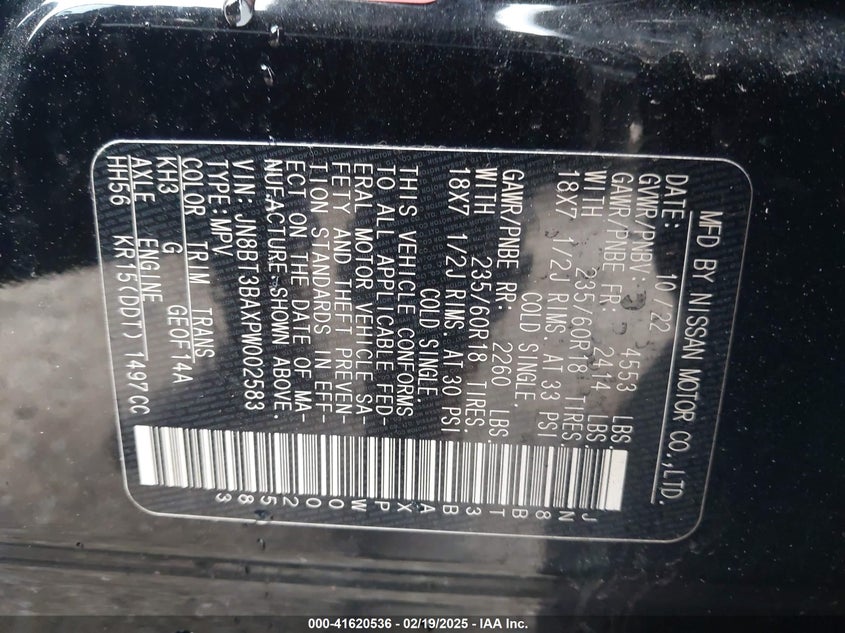 MFD BY NISSAN MOTOR CO.,LTD.
DATE: 10/22
GVWR/PNBV: 4553 LBS.
GAWR/PNBE FR: 2414 LBS.
WITH 235/60R18 TIRES.
18X7 1/2J RIMS. AT 33 PSI
COLD SINGLE.
GAWR/PNBE RR: 2260 LBS.
WITH 235/60R18 TIRES.
18X7 1/2J RIMS AT 30 PSI
COLD SINGLE
THIS VEHICLE CONFORMS
TO ALL APPLICABLE FED-
ERAL MOTOR VEHICLE SA-
FETY AND THEFT PREVEN-
TION STANDARDS IN EFF-
ECT ON THE DATE OF MA-
NUFACTURE SHOWN ABOVE.
VIN:JN8BT3BAXPW002583
TYPE:MPV
COLOR TRIM TRANS
KH3 G GEOF14A
AXLE ENGINE
HH56 KR15(DDT) 1497CC
JN8BT3BAXPW002583
000-41620536 - 02/19/2025 - IAA Inc.